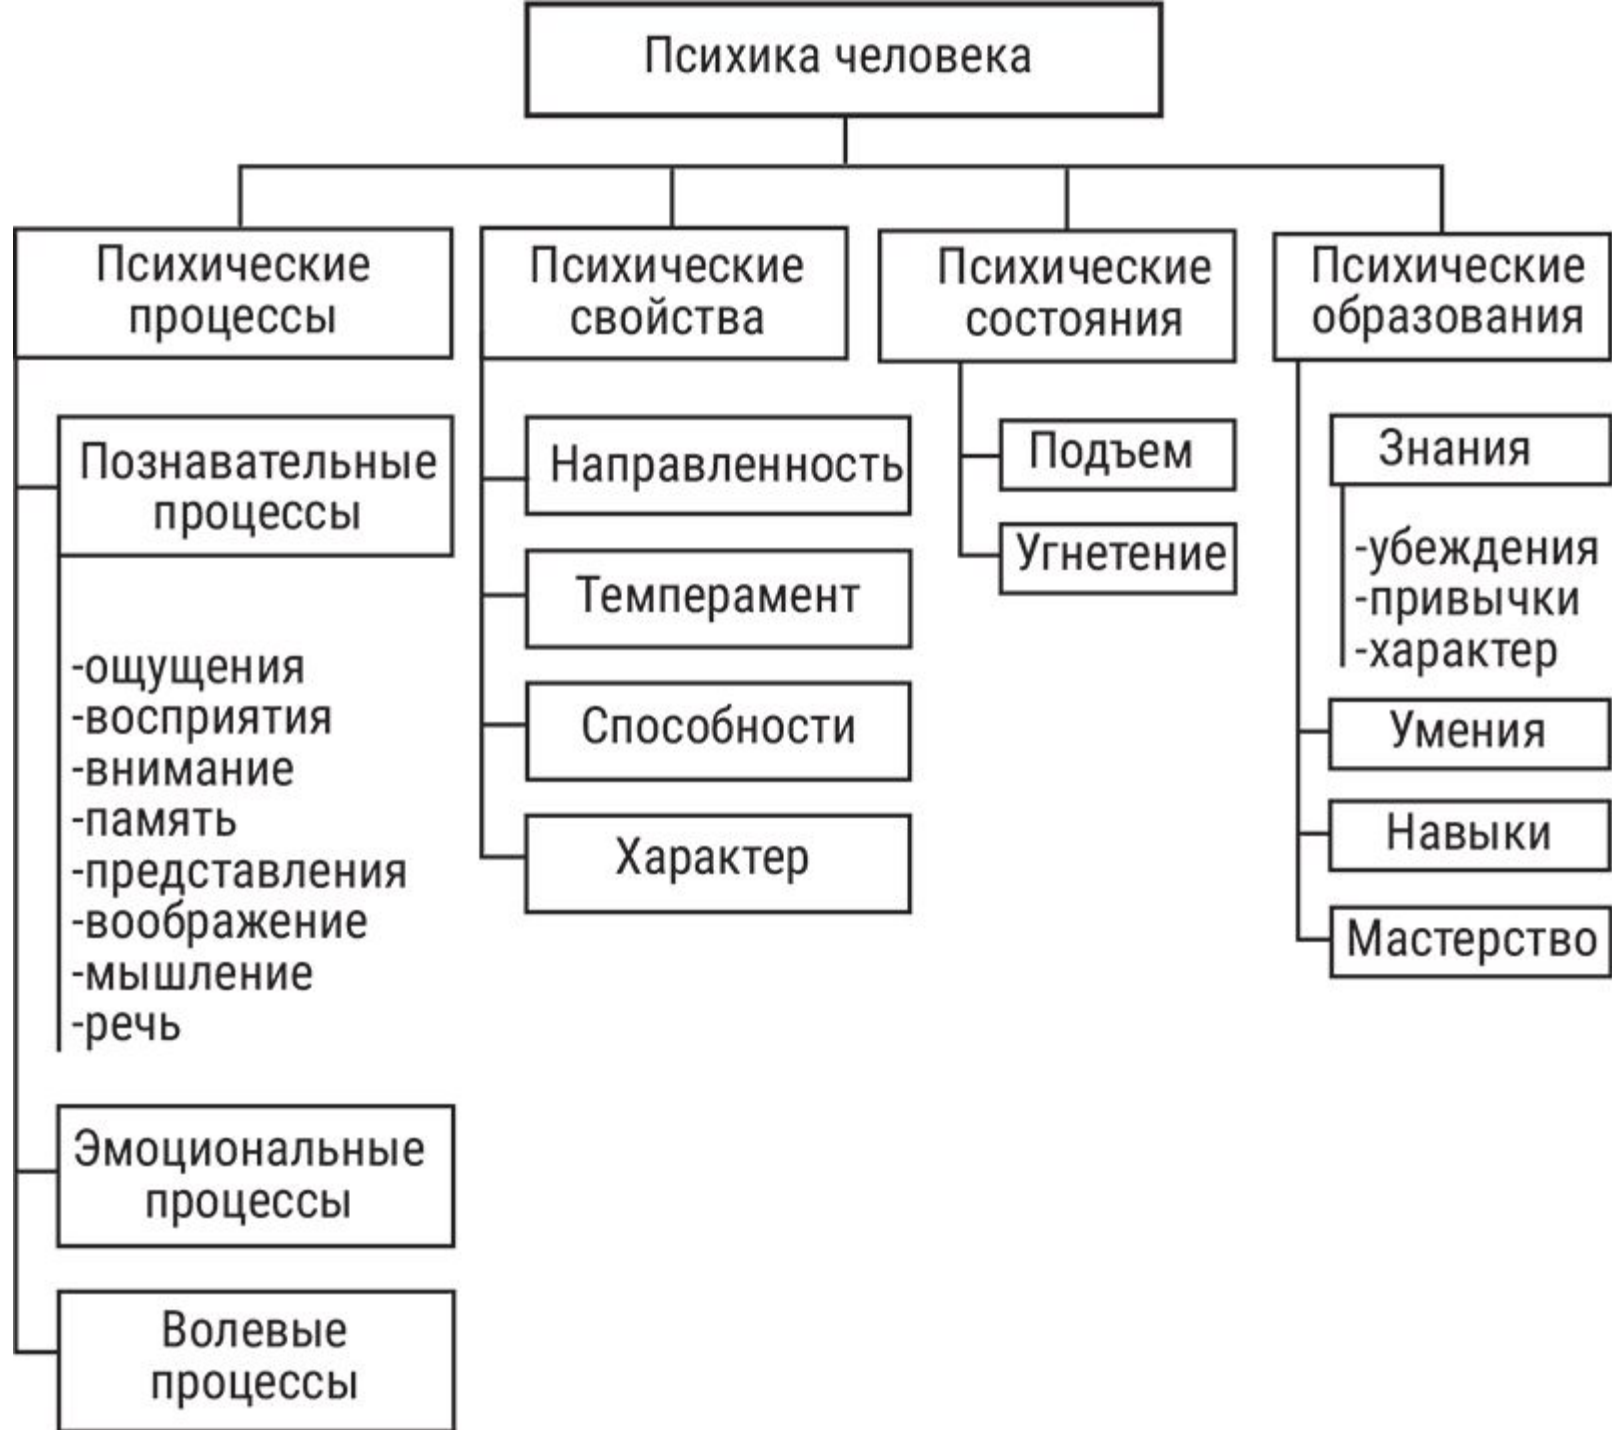 Психика человека
Психические
процессы
Познавательные
процессы
-ощущения
-восприятия
-внимание
-память
-представления
-воображение
-мышление
-речь
Эмоциональные
процессы
Волевые
процессы
Психические
свойства
Направленность
Темперамент
Способности
Характер
Психические
состояния
Подъем
Угнетение
Психические
образования
Знания
-убеждения
-привычки
-характер
Умения
Навыки
Мастерство